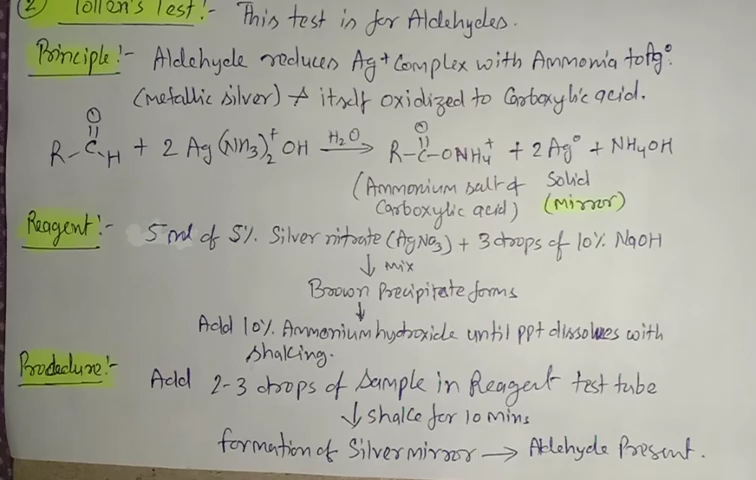 ② Tollen's Test:- This test is for Aldehydes.
Principle:- Aldehyde reduces Ag+ Complex with Ammonia to Ag°
(metallic silver) & itself oxidized to Carboxylic acid.
R-C(=O)-H + 2 Ag(NH3)2+ OH —H2O→ R-C(=O)-ONH4+ + 2Ag° + NH4OH
(Ammonium salt of Carboxylic acid) Solid (mirror)
Reagent:- 5 ml of 5% Silver nitrate (AgNO3) + 3 drops of 10% NaOH
↓ mix
Brown Precipitate forms
↓
Add 10% Ammonium hydroxide until ppt dissolves with
shaking.
Prodedure:- Add 2-3 drops of sample in Reagent test tube
↓ shake for 10 mins
formation of Silver mirror → Aldehyde Present.